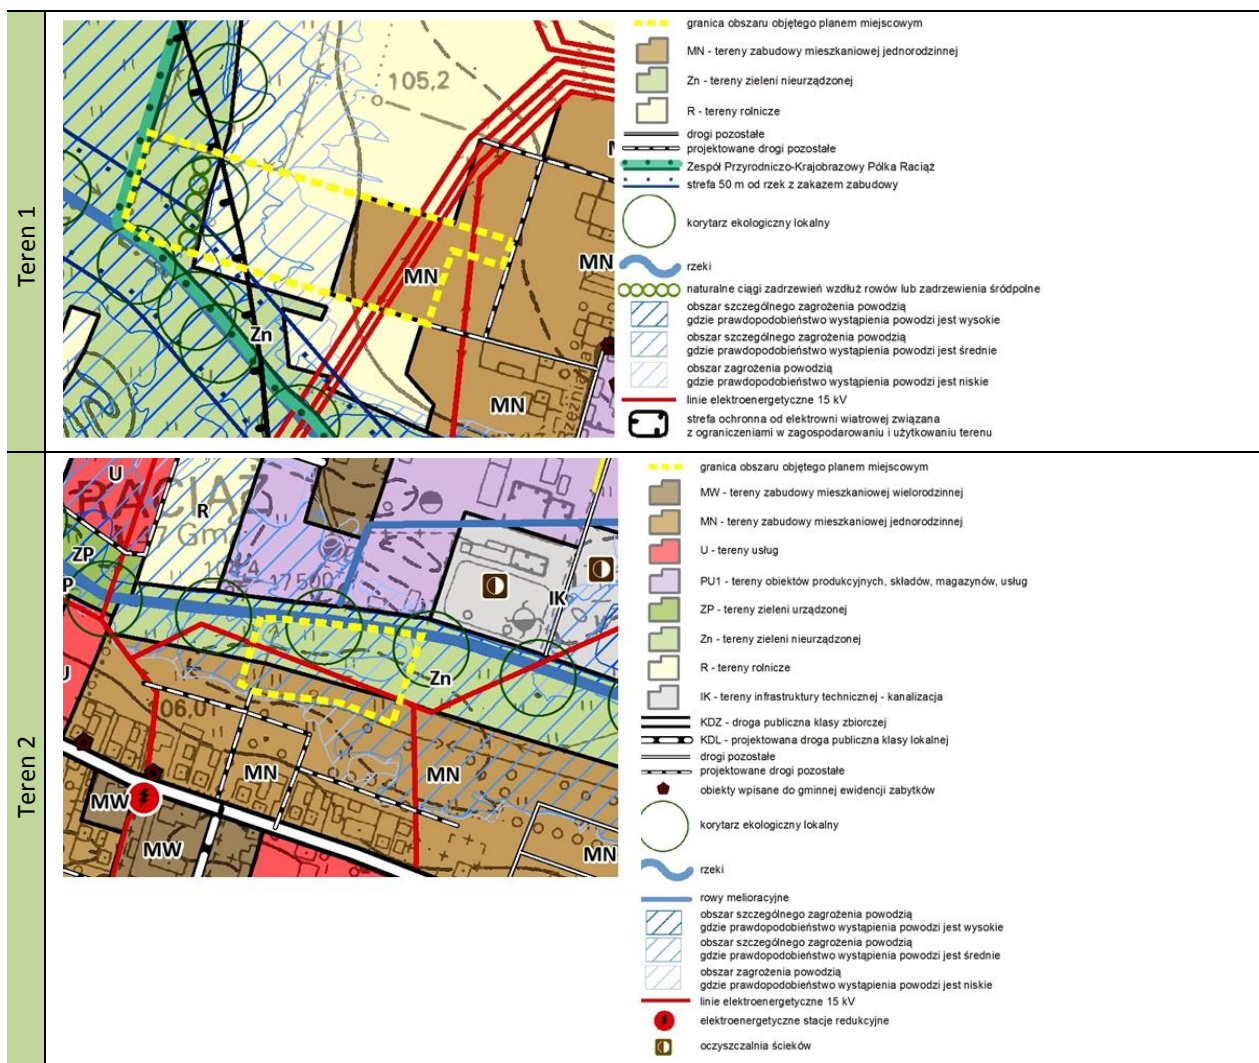 Teren 1
105,2
MN
MN
MN
Zn
granica obszaru objętego planem miejscowym
MN - tereny zabudowy mieszkaniowej jednorodzinnej
Zn - tereny zieleni nieurządzonej
R - tereny rolnicze
drogi pozostałe
projektowane drogi pozostałe
Zespół Przyrodniczo-Krajobrazowy Pólka Raciąż
strefa 50 m od rzek z zakazem zabudowy
korytarz ekologiczny lokalny
rzeki
naturalne ciągi zadrzewień wzdłuż rowów lub zadrzewienia śródpolne
obszar szczególnego zagrożenia powodzią
gdzie prawdopodobieństwo wystąpienia powodzi jest wysokie
obszar szczególnego zagrożenia powodzią
gdzie prawdopodobieństwo wystąpienia powodzi jest średnie
obszar zagrożenia powodzią
gdzie prawdopodobieństwo wystąpienia powodzi jest niskie
linie elektroenergetyczne 15 kV
strefa ochronna od elektrowni wiatrowej związana
z ograniczeniami w zagospodarowaniu i użytkowaniu terenu
Teren 2
U
RACIĄŻ
R
ZP
P
IK
U
Zn
106,01
MN
MN
MW
MW
MN
granica obszaru objętego planem miejscowym
MW - tereny zabudowy mieszkaniowej wielorodzinnej
MN - tereny zabudowy mieszkaniowej jednorodzinnej
U - tereny usług
PU1 - tereny obiektów produkcyjnych, składów, magazynów, usług
ZP - tereny zieleni urządzonej
Zn - tereny zieleni nieurządzonej
R - tereny rolnicze
IK - tereny infrastruktury technicznej - kanalizacja
KDZ - droga publiczna klasy zbiorczej
KDL - projektowana droga publiczna klasy lokalnej
drogi pozostałe
projektowane drogi pozostałe
obiekty wpisane do gminnej ewidencji zabytków
korytarz ekologiczny lokalny
rzeki
rowy melioracyjne
obszar szczególnego zagrożenia powodzią
gdzie prawdopodobieństwo wystąpienia powodzi jest wysokie
obszar szczególnego zagrożenia powodzią
gdzie prawdopodobieństwo wystąpienia powodzi jest średnie
obszar zagrożenia powodzią
gdzie prawdopodobieństwo wystąpienia powodzi jest niskie
linie elektroenergetyczne 15 kV
elektroenergetyczne stacje redukcyjne
oczyszczalnia ścieków